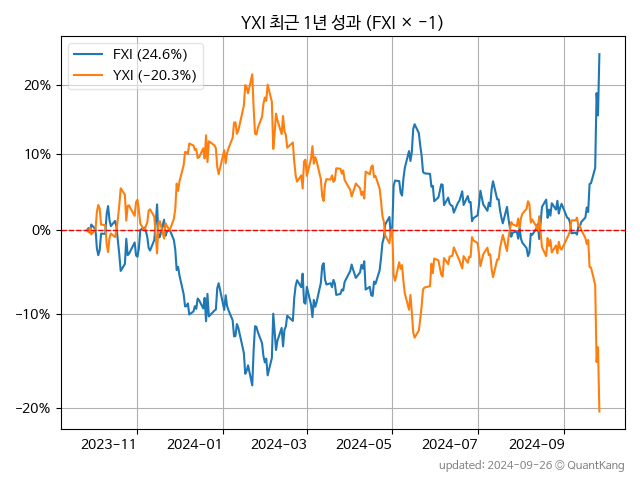 YXI 최근 1년 성과 (FXI × -1)
FXI (24.6%)
YXI (-20.3%)
20%
10%
0%
-10%
-20%
2023-11 2024-01 2024-03 2024-05 2024-07 2024-09
updated: 2024-09-26 © QuantKang